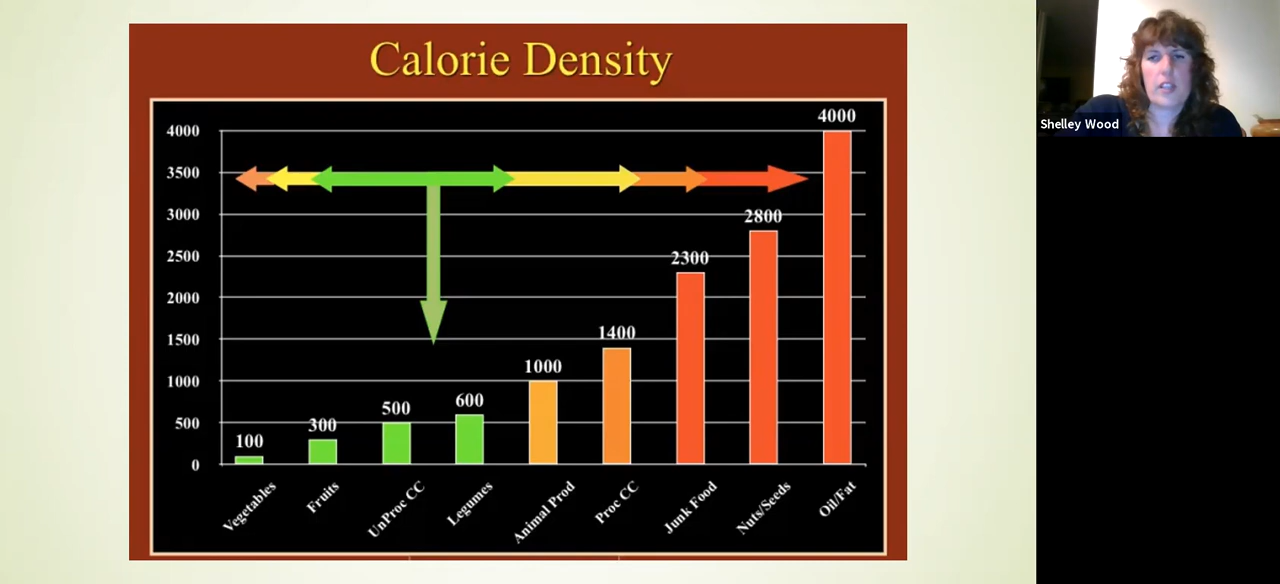 Calorie Density
4000
4000
3500
3000
2800
2500
2300
2000
1500
1400
1000
1000
600
500
500
300
100
0
Vegetables
Fruits
UnProc CC
Legumes
Animal Prod
Proc CC
Junk Food
Nuts/Seeds
Oil/Fat
Shelley Wood